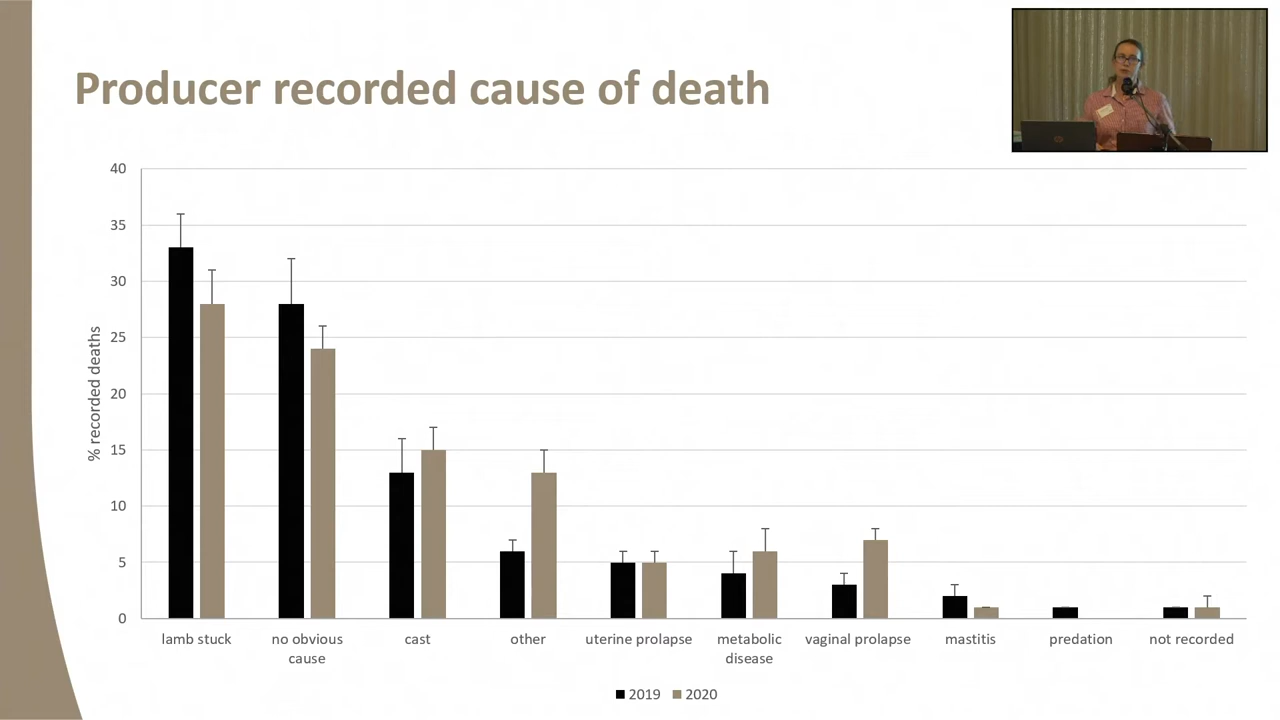 Producer recorded cause of death
% recorded deaths
40
35
30
25
20
15
10
5
0
lamb stuck
no obvious
cause
cast
other
uterine prolapse
metabolic
disease
vaginal prolapse
mastitis
predation
not recorded
2019 2020